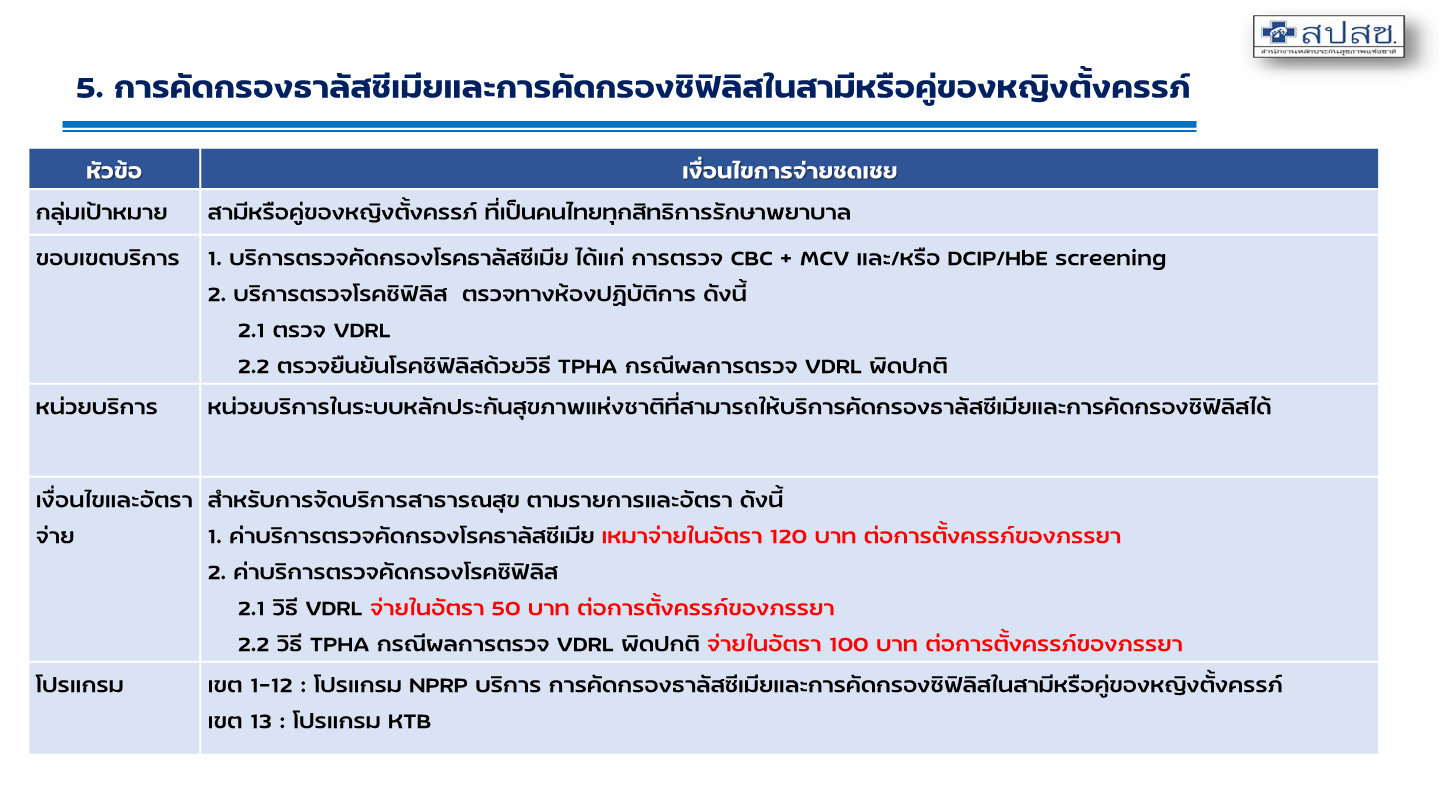 สปสช.
สำนักงานหลักประกันสุขภาพแห่งชาติ
5. การคัดกรองธาลัสซีเมียและการคัดกรองซิฟิลิสในสามีหรือคู่ของหญิงตั้งครรภ์
หัวข้อ
เงื่อนไขการจ่ายชดเชย
กลุ่มเป้าหมาย
สามีหรือคู่ของหญิงตั้งครรภ์ ที่เป็นคนไทยทุกสิทธิการรักษาพยาบาล
ขอบเขตบริการ
1. บริการตรวจคัดกรองโรคธาลัสซีเมีย ได้แก่ การตรวจ CBC + MCV และ/หรือ DCIP/HbE screening
2. บริการตรวจโรคซิฟิลิส ตรวจทางห้องปฏิบัติการ ดังนี้
2.1 ตรวจ VDRL
2.2 ตรวจยืนยันโรคซิฟิลิสด้วยวิธี TPHA กรณีผลการตรวจ VDRL ผิดปกติ
หน่วยบริการ
หน่วยบริการในระบบหลักประกันสุขภาพแห่งชาติที่สามารถให้บริการคัดกรองธาลัสซีเมียและการคัดกรองซิฟิลิสได้
เงื่อนไขและอัตรา
จ่าย
สำหรับการจัดบริการสาธารณสุข ตามรายการและอัตรา ดังนี้
1. ค่าบริการตรวจคัดกรองโรคธาลัสซีเมีย เหมาจ่ายในอัตรา 120 บาท ต่อการตั้งครรภ์ของภรรยา
2. ค่าบริการตรวจคัดกรองโรคซิฟิลิส
2.1 วิธี VDRL จ่ายในอัตรา 50 บาท ต่อการตั้งครรภ์ของภรรยา
2.2 วิธี TPHA กรณีผลการตรวจ VDRL ผิดปกติ จ่ายในอัตรา 100 บาท ต่อการตั้งครรภ์ของภรรยา
โปรแกรม
เขต 1-12 : โปรแกรม NPRP บริการ การคัดกรองธาลัสซีเมียและการคัดกรองซิฟิลิสในสามีหรือคู่ของหญิงตั้งครรภ์
เขต 13 : โปรแกรม KTB